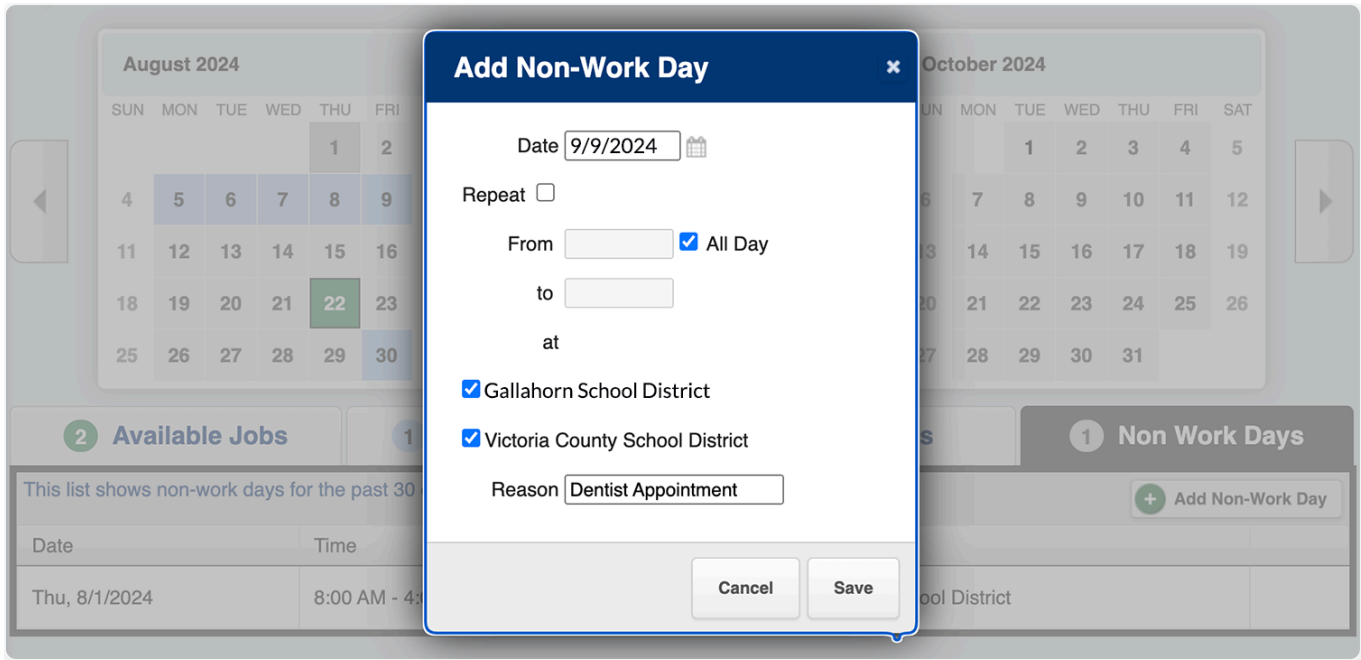 August 2024
SUN MON TUE WED THU FRI
1 2
4 5 6 7 8 9
11 12 13 14 15 16
18 19 20 21 22 23
25 26 27 28 29 30
Add Non-Work Day ×
Date 9/9/2024
Repeat
From All Day
to
at
Gallahorn School District
Victoria County School District
Reason Dentist Appointment
Cancel Save
October 2024
MON TUE WED THU FRI SAT
1 2 3 4 5
7 8 9 10 11 12
14 15 16 17 18 19
21 22 23 24 25 26
28 29 30 31
2 Available Jobs
1
1 Non Work Days
This list shows non-work days for the past 30
+ Add Non-Work Day
Date Time
Thu, 8/1/2024 8:00 AM - 4: District